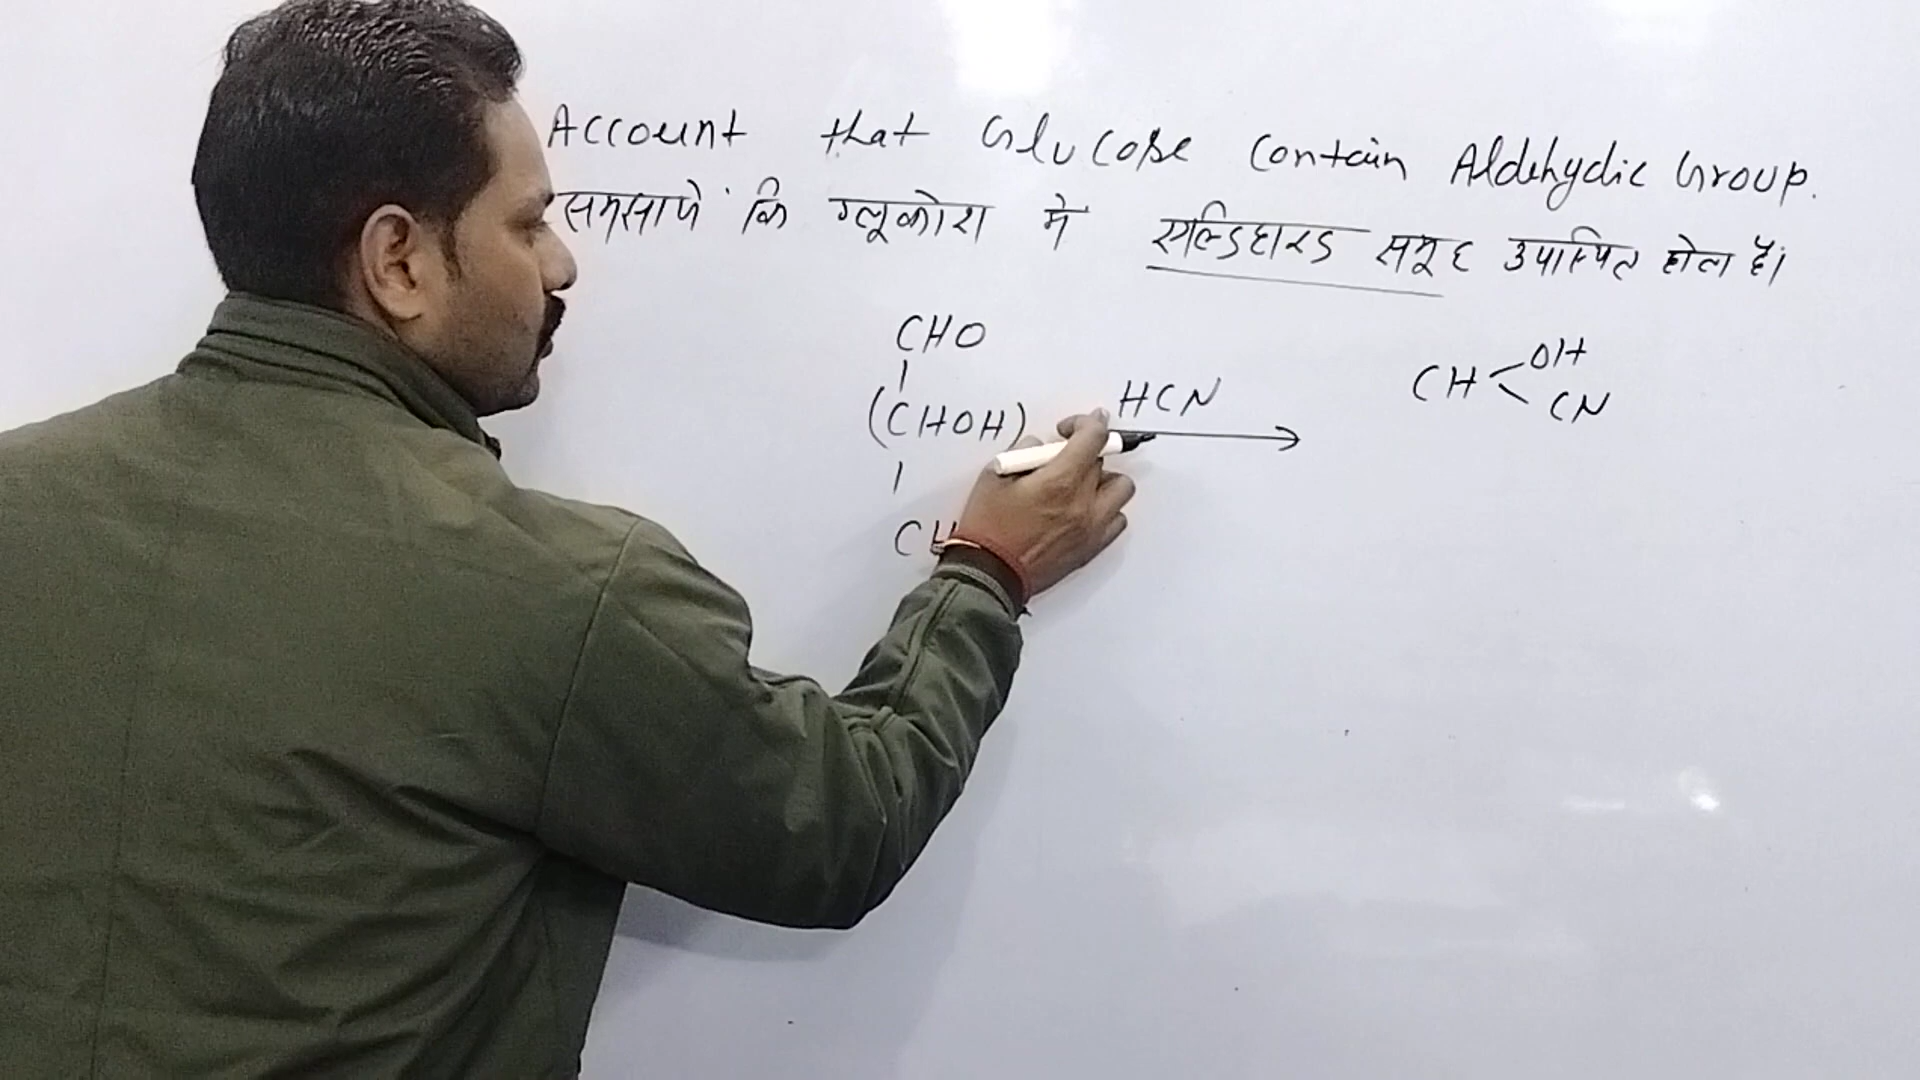 Account that Glucose Contain Aldehydic Group.
समझाये कि ग्लूकोश मे एल्डिहाइड समूह उपस्थित होता है।
CHO
(CHOH)
CH
HCN
CH
OH
CN